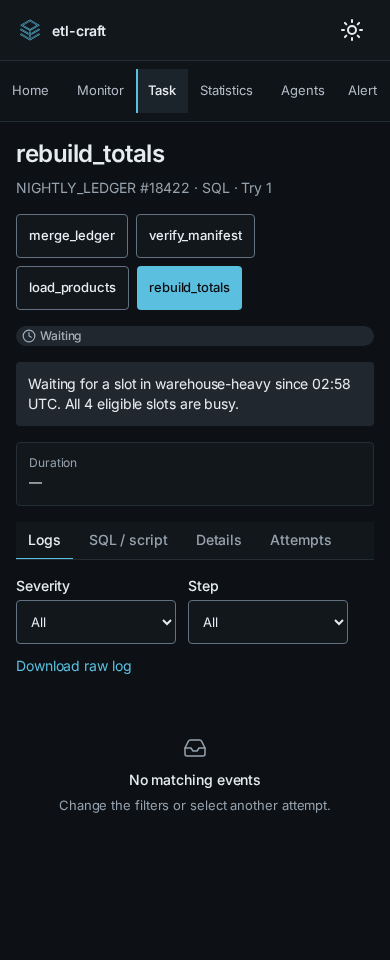 etl-craft
Home Monitor Task Statistics Agents Alert
rebuild_totals
NIGHTLY_LEDGER #18422 · SQL · Try 1
merge_ledger verify_manifest
load_products rebuild_totals
Waiting
Waiting for a slot in warehouse-heavy since 02:58
UTC. All 4 eligible slots are busy.
Duration
—
Logs SQL / script Details Attempts
Severity Step
All All
Download raw log
No matching events
Change the filters or select another attempt.